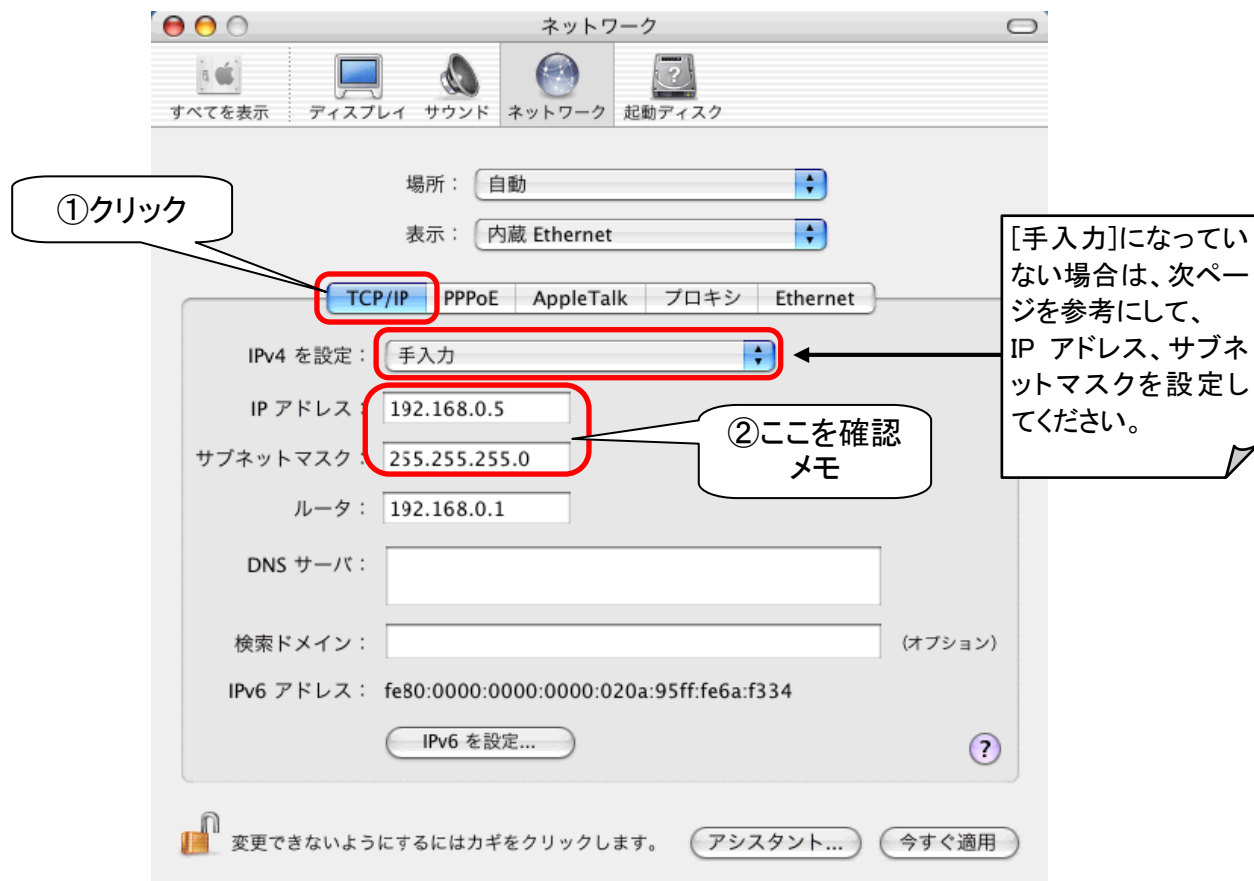 ネットワーク
すべてを表示 ディスプレイ サウンド ネットワーク 起動ディスク
場所： 自動
①クリック
表示： 内蔵 Ethernet
[手入力]になってい
ない場合は、次ペー
ジを参考にして、
IP アドレス、サブネ
ットマスクを設定し
てください。
TCP/IP PPPoE AppleTalk プロキシ Ethernet
IPv4 を設定： 手入力
IP アドレス： 192.168.0.5
②ここを確認
メモ
サブネットマスク： 255.255.255.0
ルータ： 192.168.0.1
DNS サーバ：
検索ドメイン： (オプション)
IPv6 アドレス： fe80:0000:0000:0000:020a:95ff:fe6a:f334
IPv6 を設定...
?
変更できないようにするにはカギをクリックします。 アシスタント... 今すぐ適用